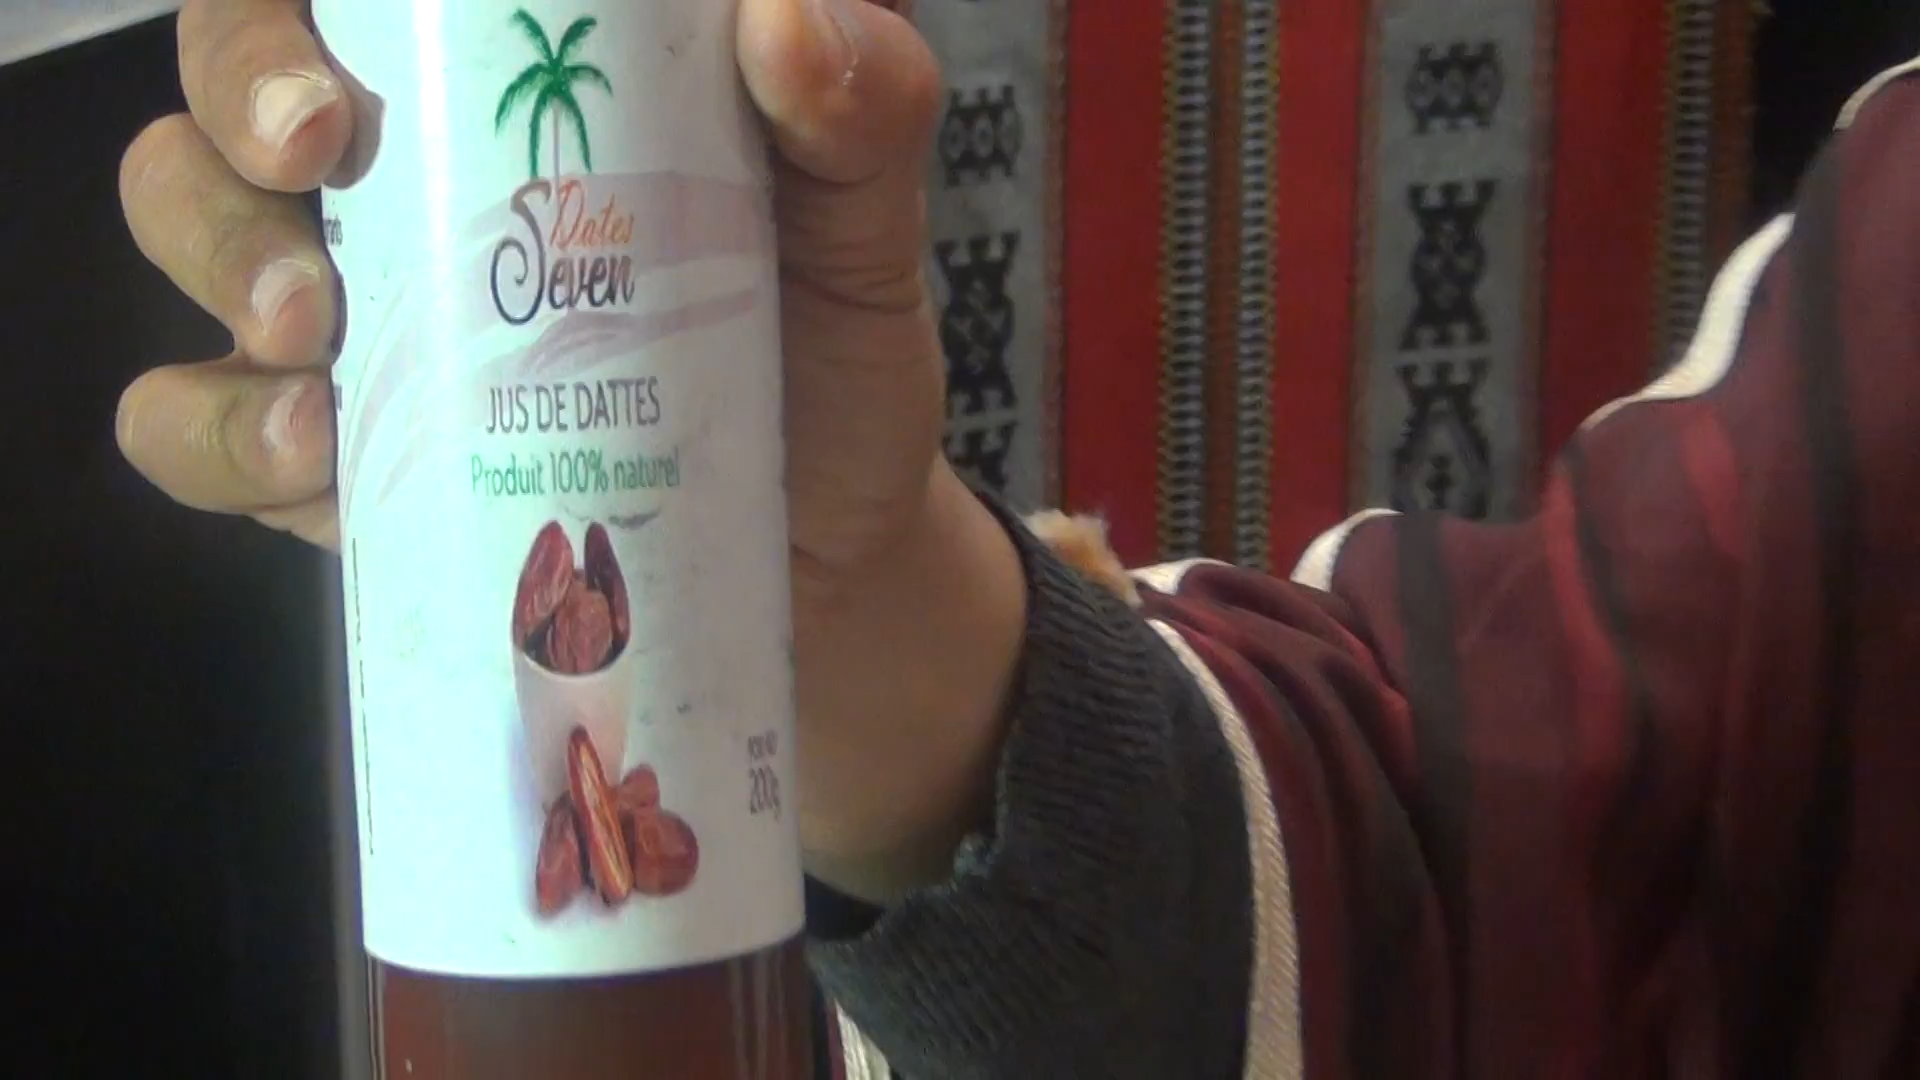 Dates
Seven
JUS DE DATTES
Produit 100% naturel
200g